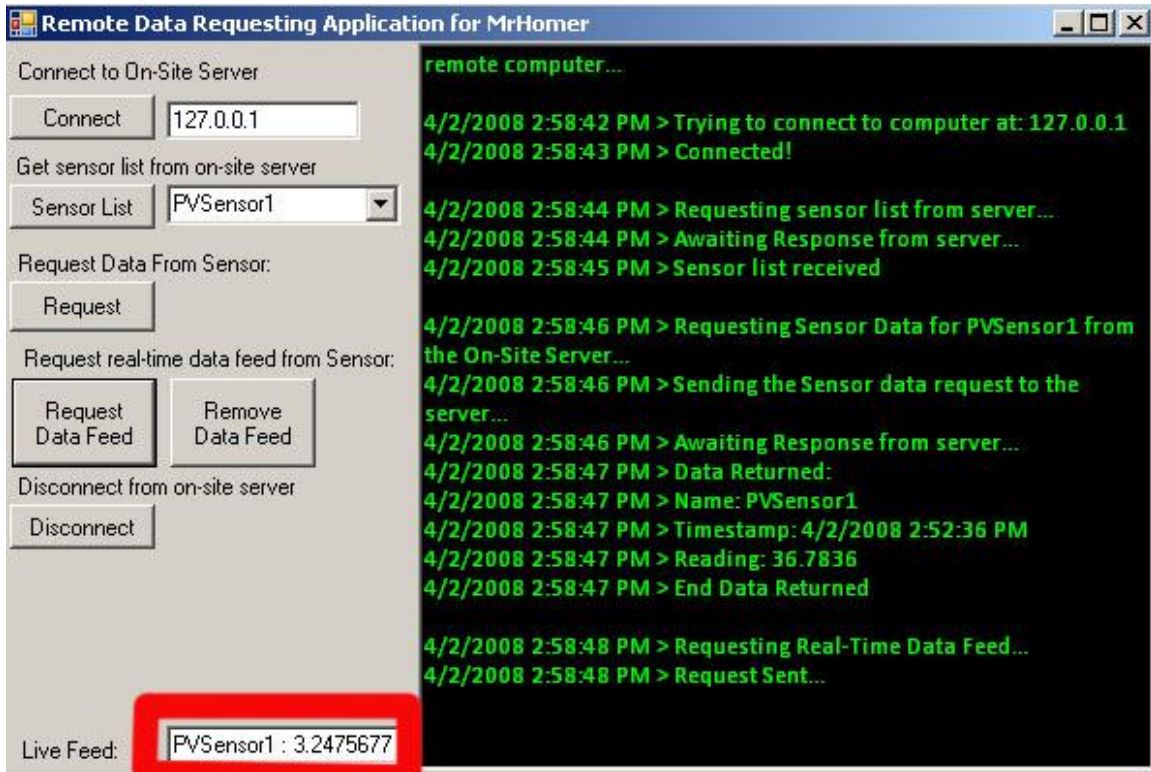 Remote Data Requesting Application for MrHomer
Connect to On-Site Server
Connect
127.0.0.1
Get sensor list from on-site server
Sensor List
PVSensor1
Request Data From Sensor:
Request
Request real-time data feed from Sensor:
Request
Data Feed
Remove
Data Feed
Disconnect from on-site server
Disconnect
Live Feed:
PVSensor1 : 3.2475677
remote computer...
4/2/2008 2:58:42 PM > Trying to connect to computer at: 127.0.0.1
4/2/2008 2:58:43 PM > Connected!
4/2/2008 2:58:44 PM > Requesting sensor list from server...
4/2/2008 2:58:44 PM > Awaiting Response from server...
4/2/2008 2:58:45 PM > Sensor list received
4/2/2008 2:58:46 PM > Requesting Sensor Data for PVSensor1 from
the On-Site Server...
4/2/2008 2:58:46 PM > Sending the Sensor data request to the
server...
4/2/2008 2:58:46 PM > Awaiting Response from server...
4/2/2008 2:58:47 PM > Data Returned:
4/2/2008 2:58:47 PM > Name: PVSensor1
4/2/2008 2:58:47 PM > Timestamp: 4/2/2008 2:52:36 PM
4/2/2008 2:58:47 PM > Reading: 36.7836
4/2/2008 2:58:47 PM > End Data Returned
4/2/2008 2:58:48 PM > Requesting Real-Time Data Feed...
4/2/2008 2:58:48 PM > Request Sent...